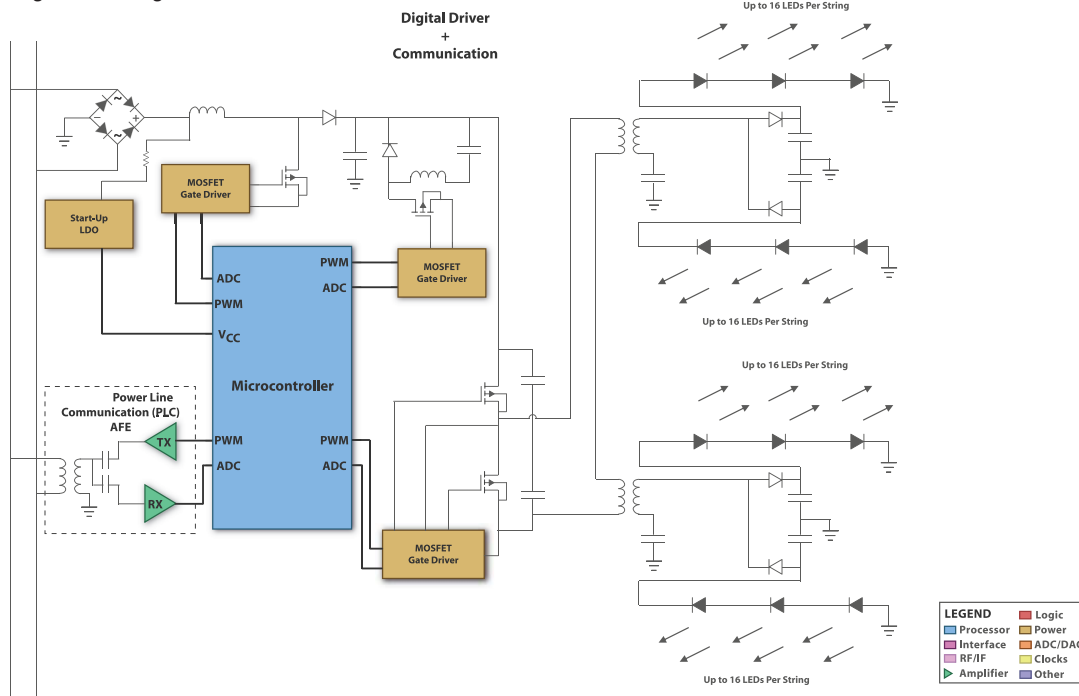 Digital Driver
+
Communication
Up to 16 LEDs Per String
~
-
+
~
MOSFET
Gate Driver
Start-Up
LDO
ADC
PWM
VCC
PWM
ADC
MOSFET
Gate Driver
Microcontroller
Up to 16 LEDs Per String
Up to 16 LEDs Per String
Power Line
Communication (PLC)
AFE
TX
RX
PWM
ADC
PWM
ADC
MOSFET
Gate Driver
Up to 16 LEDs Per String
LEGEND
Processor
Interface
RF/IF
Amplifier
Logic
Power
ADC/DAC
Clocks
Other